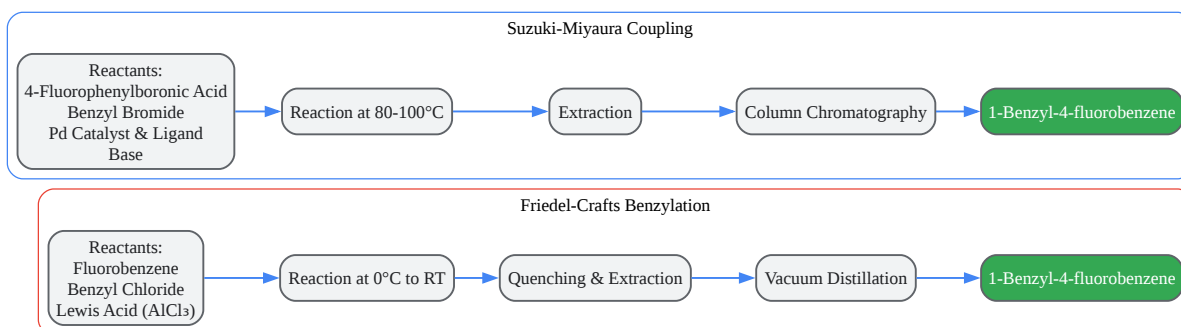 Suzuki-Miyaura Coupling
Reactants:
4-Fluorophenylboronic Acid
Benzyl Bromide
Pd Catalyst & Ligand
Base
Reaction at 80-100°C
Extraction
Column Chromatography
1-Benzyl-4-fluorobenzene
Friedel-Crafts Benzylation
Reactants:
Fluorobenzene
Benzyl Chloride
Lewis Acid (AlCl₃)
Reaction at 0°C to RT
Quenching & Extraction
Vacuum Distillation
1-Benzyl-4-fluorobenzene